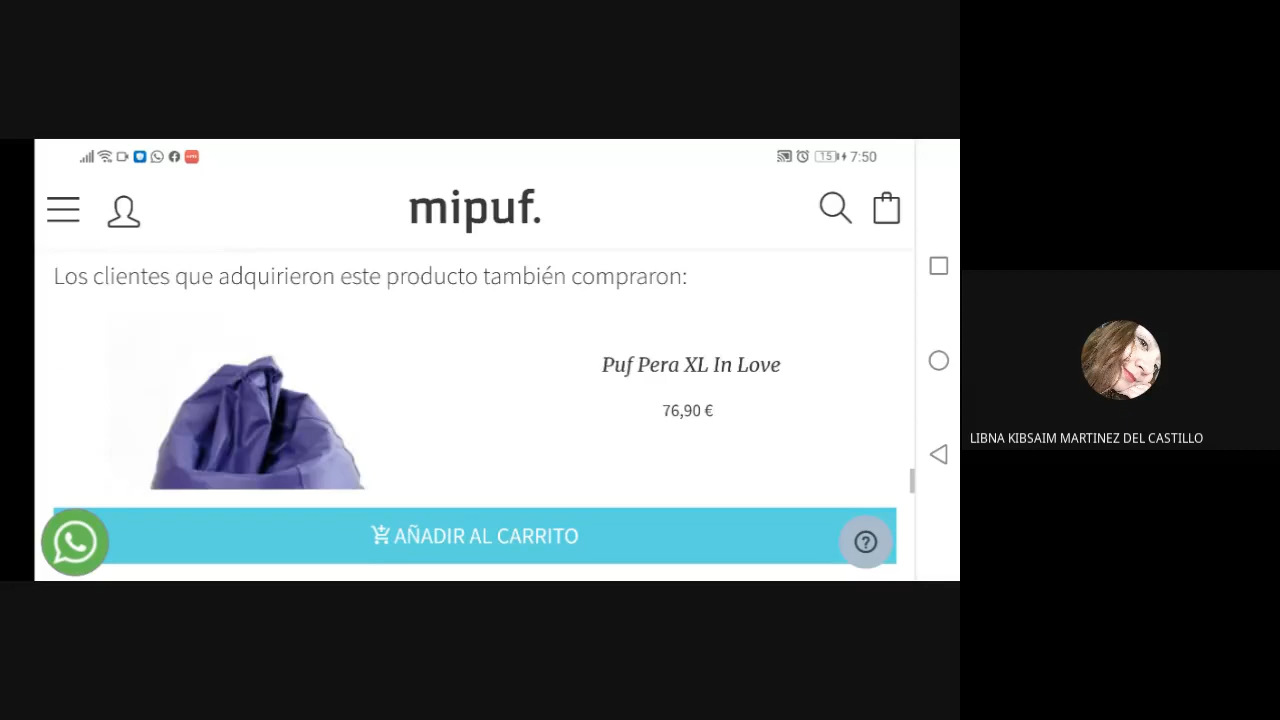 15 7:50
mipuf.
Los clientes que adquirieron este producto también compraron:
Puf Pera XL In Love
76,90 €
AÑADIR AL CARRITO
LIBNA KIBSAIM MARTINEZ DEL CASTILLO